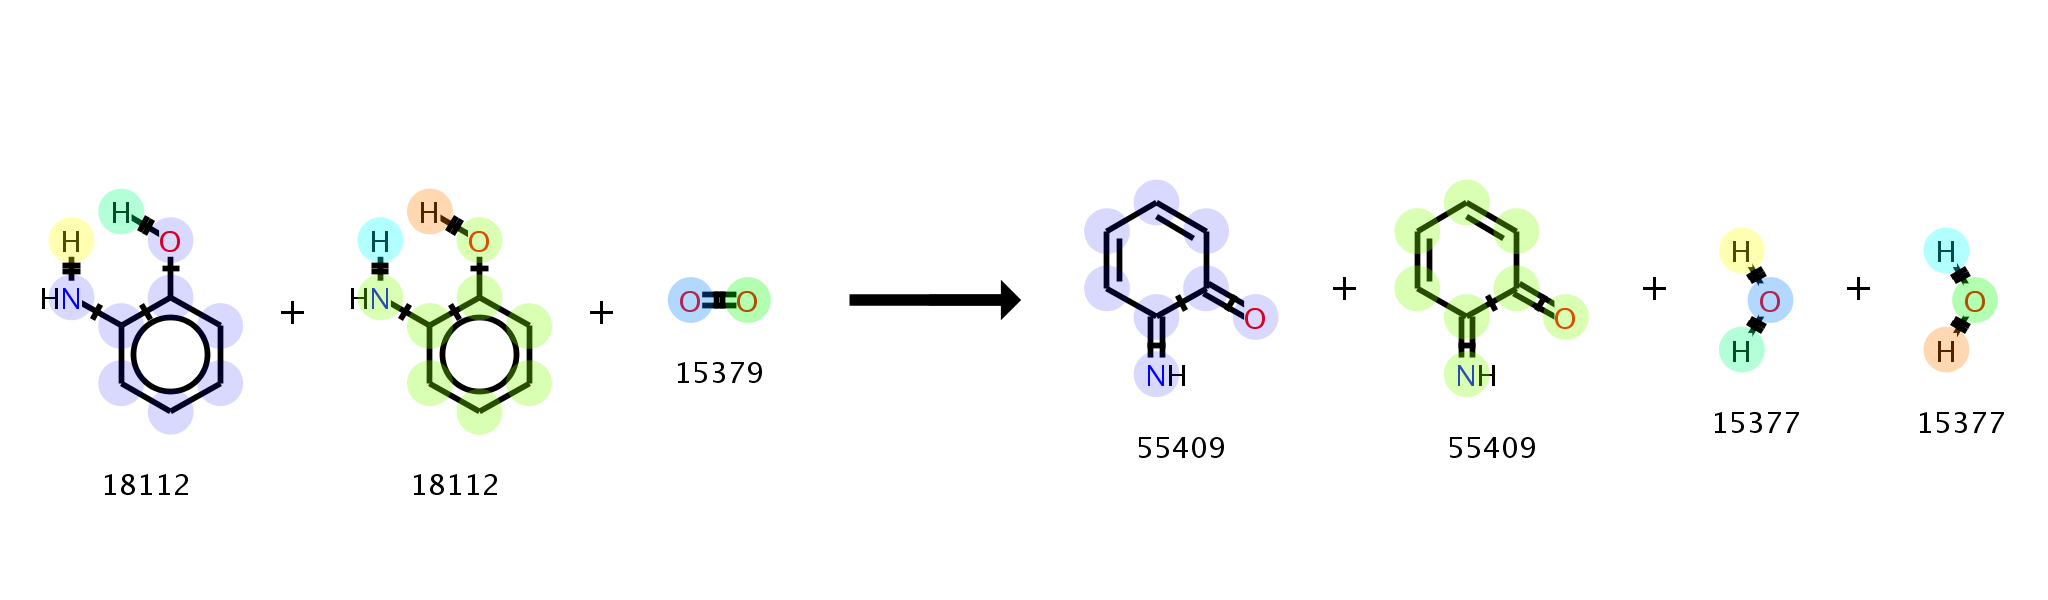 H H O HN + H H O HN + O O + O NH + O NH + H O H + H O H
18112 18112 15379 55409 55409 15377 15377